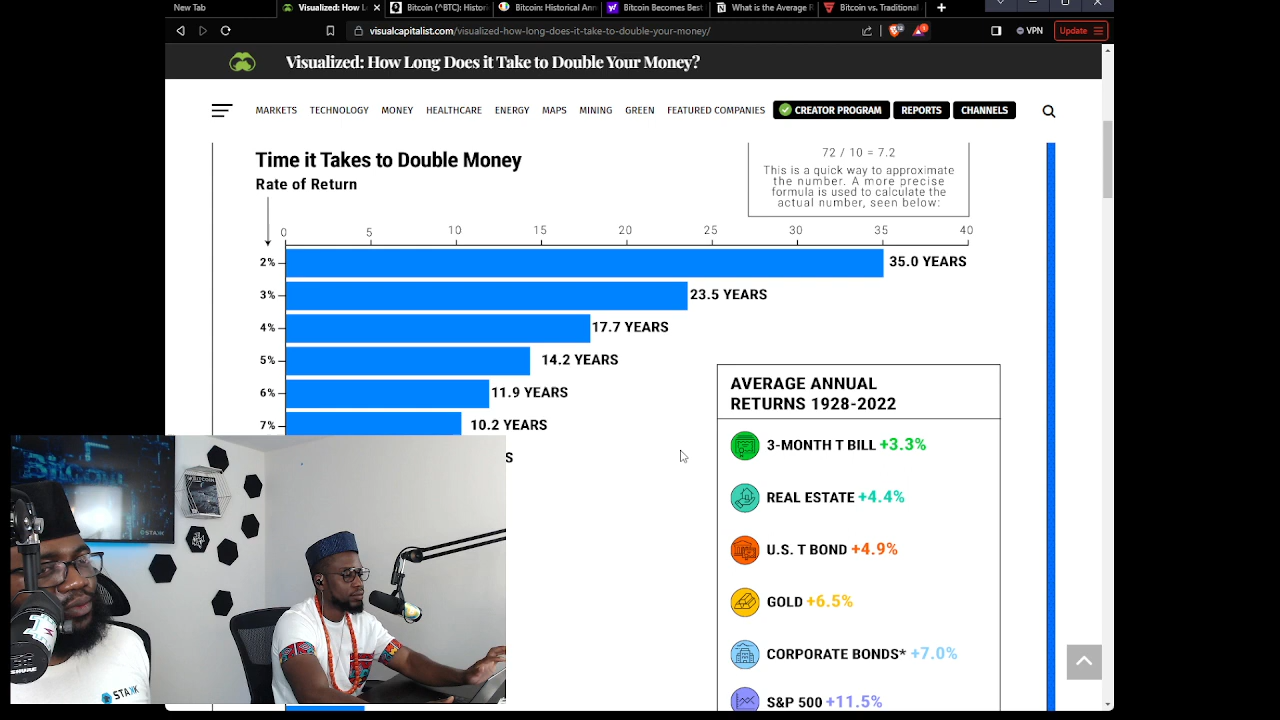 New Tab
Visualized: How L
Bitcoin (^BTC): Histori
Bitcoin: Historical Ann
Bitcoin Becomes Best
What is the Average R
Bitcoin vs. Traditional
visualcapitalist.com/visualized-how-long-does-it-take-to-double-your-money/
VPN
Update
Visualized: How Long Does it Take to Double Your Money?
MARKETS TECHNOLOGY MONEY HEALTHCARE ENERGY MAPS MINING GREEN FEATURED COMPANIES CREATOR PROGRAM REPORTS CHANNELS
72 / 10 = 7.2
This is a quick way to approximate
the number. A more precise
formula is used to calculate the
actual number, seen below:
Time it Takes to Double Money
Rate of Return
0 5 10 15 20 25 30 35 40
2% 35.0 YEARS
3% 23.5 YEARS
4% 17.7 YEARS
5% 14.2 YEARS
6% 11.9 YEARS
7% 10.2 YEARS
S
AVERAGE ANNUAL
RETURNS 1928-2022
3-MONTH T BILL +3.3%
REAL ESTATE +4.4%
U.S. T BOND +4.9%
GOLD +6.5%
CORPORATE BONDS* +7.0%
S&P 500 +11.5%
STAKK
SHURE